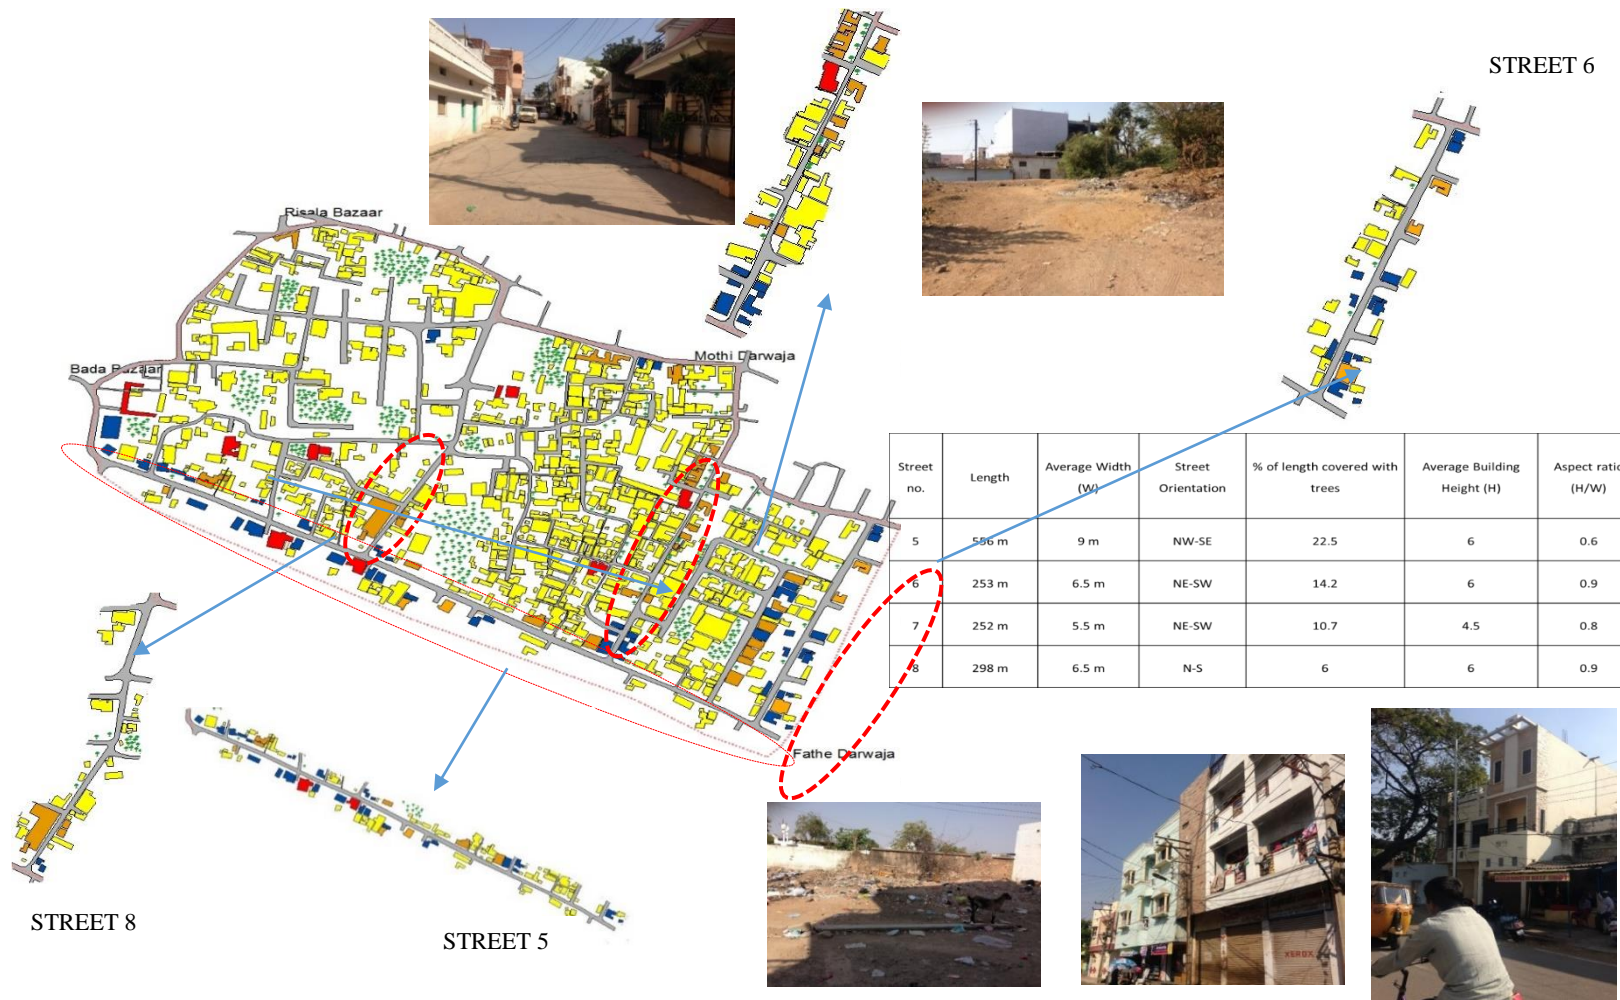 STREET 6
Risala Bazaar
Mothi Darwaja
Bada Bazaar
Street no.
Length
Average Width (W)
Street Orientation
% of length covered with trees
Average Building Height (H)
Aspect ratio (H/W)
5 556 m 9 m NW-SE 22.5 6 0.6
6 253 m 6.5 m NE-SW 14.2 6 0.9
7 252 m 5.5 m NE-SW 10.7 4.5 0.8
8 298 m 6.5 m N-S 6 6 0.9
Fathe Darwaja
XEROX
STREET 8
STREET 5